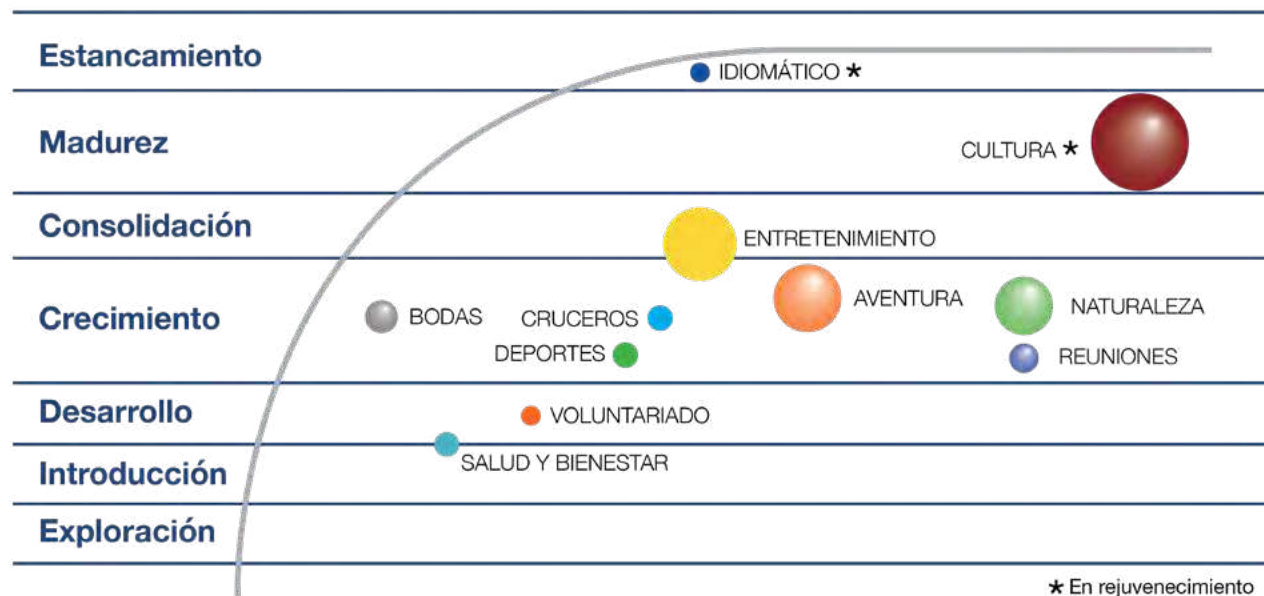 Estancamiento
IDIOMÁTICO *
Madurez
CULTURA *
Consolidación
ENTRETENIMIENTO
Crecimiento
BODAS
CRUCEROS
AVENTURA
NATURALEZA
DEPORTES
REUNIONES
Desarrollo
VOLUNTARIADO
SALUD Y BIENESTAR
Introducción
Exploración
* En rejuvenecimiento